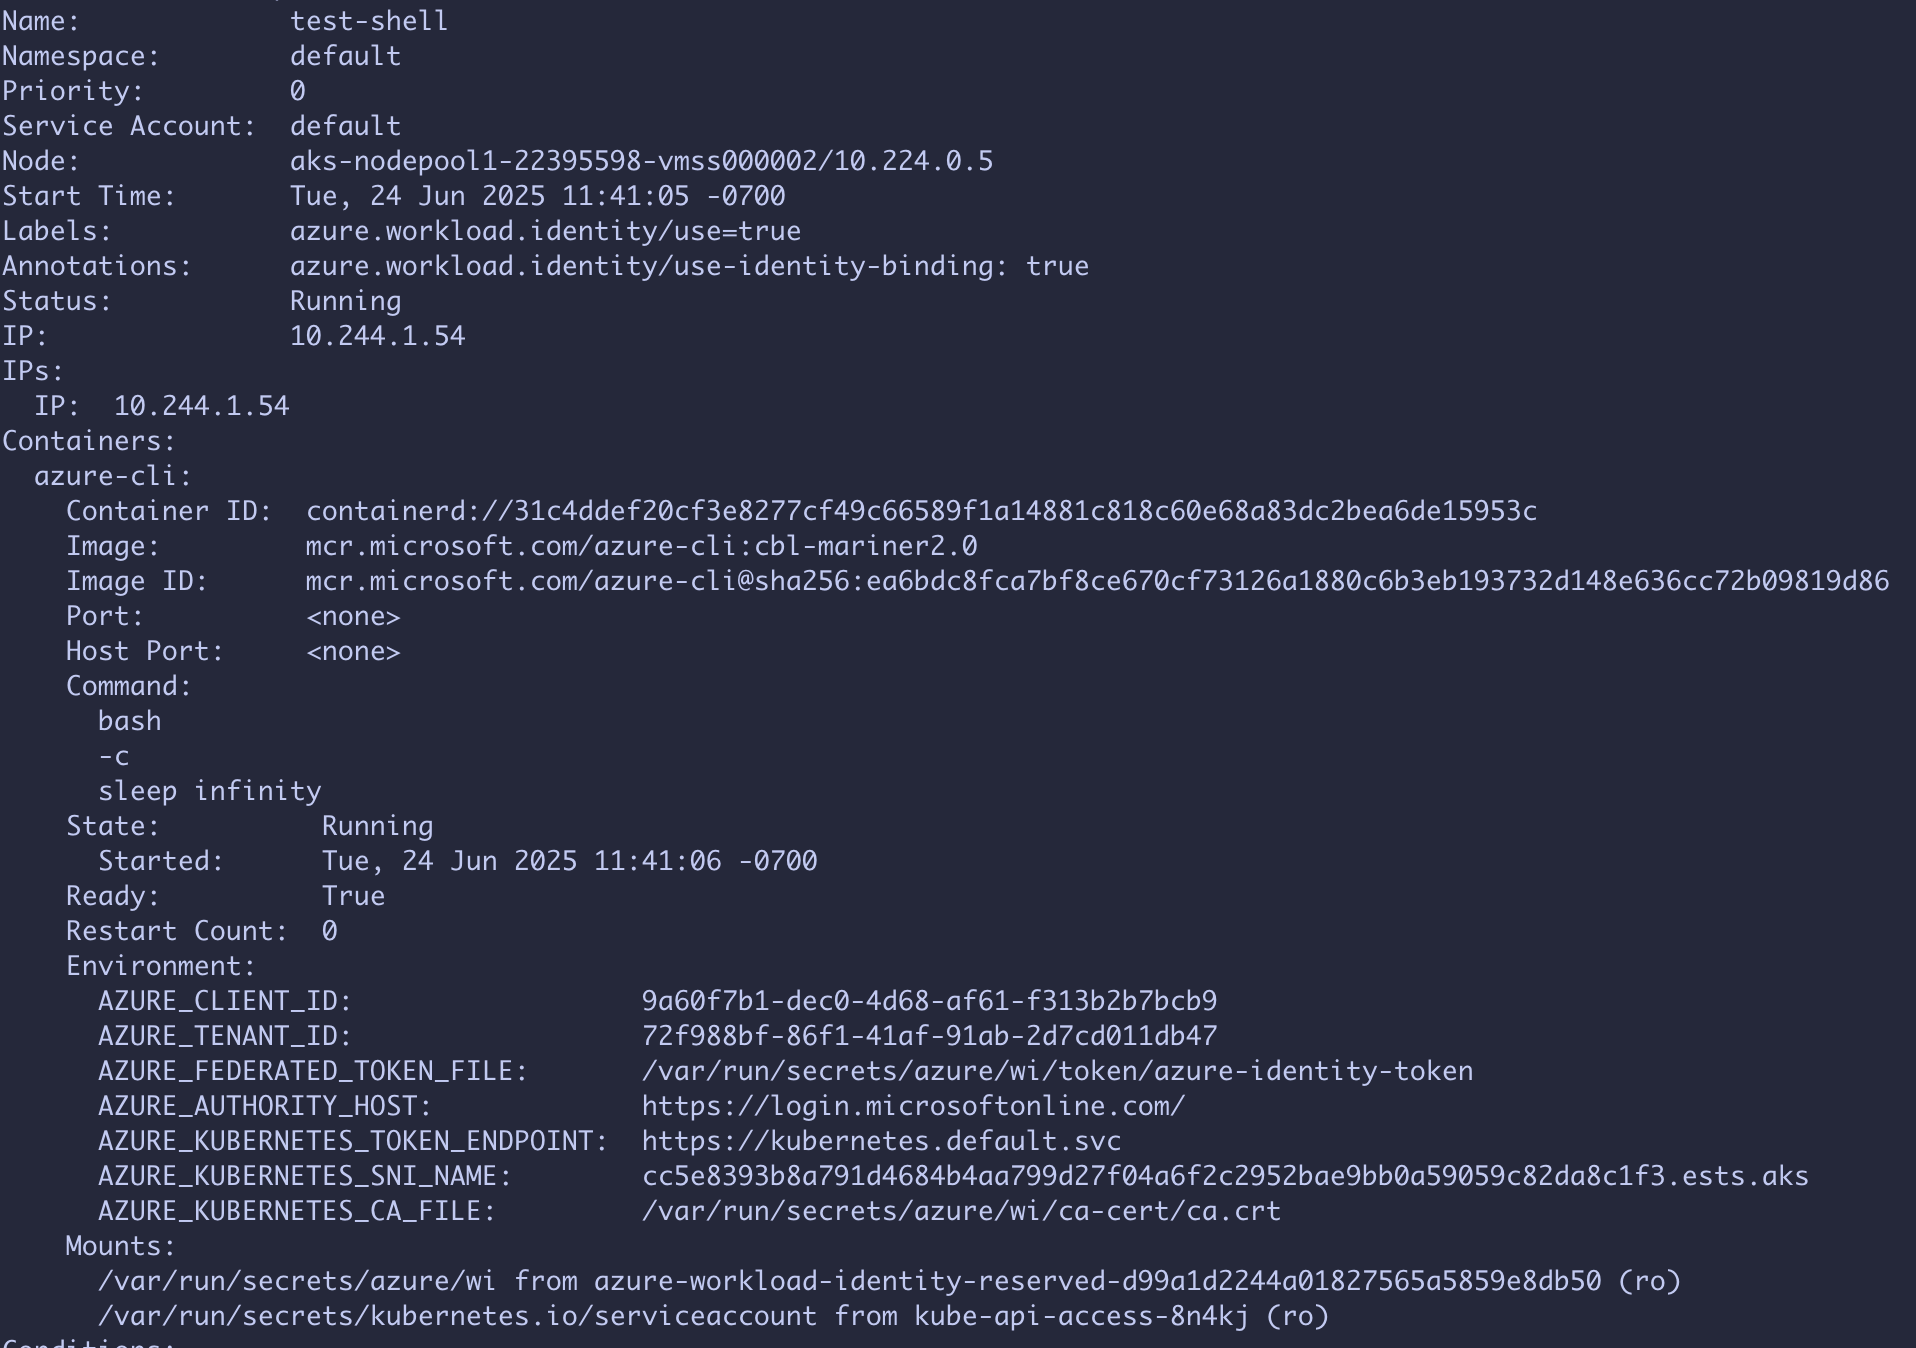 Name:             test-shell
Namespace:        default
Priority:         0
Service Account:  default
Node:             aks-nodepool1-22395598-vmss000002/10.224.0.5
Start Time:       Tue, 24 Jun 2025 11:41:05 -0700
Labels:           azure.workload.identity/use=true
Annotations:      azure.workload.identity/use-identity-binding: true
Status:           Running
IP:               10.244.1.54
IPs:
  IP:  10.244.1.54
Containers:
  azure-cli:
    Container ID:  containerd://31c4ddef20cf3e8277cf49c66589f1a14881c818c60e68a83dc2bea6de15953c
    Image:         mcr.microsoft.com/azure-cli:cbl-mariner2.0
    Image ID:      mcr.microsoft.com/azure-cli@sha256:ea6bdc8fca7bf8ce670cf73126a1880c6b3eb193732d148e636cc72b09819d86
    Port:          <none>
    Host Port:     <none>
    Command:
      bash
      -c
      sleep infinity
    State:          Running
      Started:      Tue, 24 Jun 2025 11:41:06 -0700
    Ready:          True
    Restart Count:  0
    Environment:
      AZURE_CLIENT_ID:                  9a60f7b1-dec0-4d68-af61-f313b2b7bcb9
      AZURE_TENANT_ID:                  72f988bf-86f1-41af-91ab-2d7cd011db47
      AZURE_FEDERATED_TOKEN_FILE:       /var/run/secrets/azure/wi/token/azure-identity-token
      AZURE_AUTHORITY_HOST:             https://login.microsoftonline.com/
      AZURE_KUBERNETES_TOKEN_ENDPOINT:  https://kubernetes.default.svc
      AZURE_KUBERNETES_SNI_NAME:        cc5e8393b8a791d4684b4aa799d27f04a6f2c2952bae9bb0a59059c82da8c1f3.ests.aks
      AZURE_KUBERNETES_CA_FILE:         /var/run/secrets/azure/wi/ca-cert/ca.crt
    Mounts:
      /var/run/secrets/azure/wi from azure-workload-identity-reserved-d99a1d2244a01827565a5859e8db50 (ro)
      /var/run/secrets/kubernetes.io/serviceaccount from kube-api-access-8n4kj (ro)
Conditions: